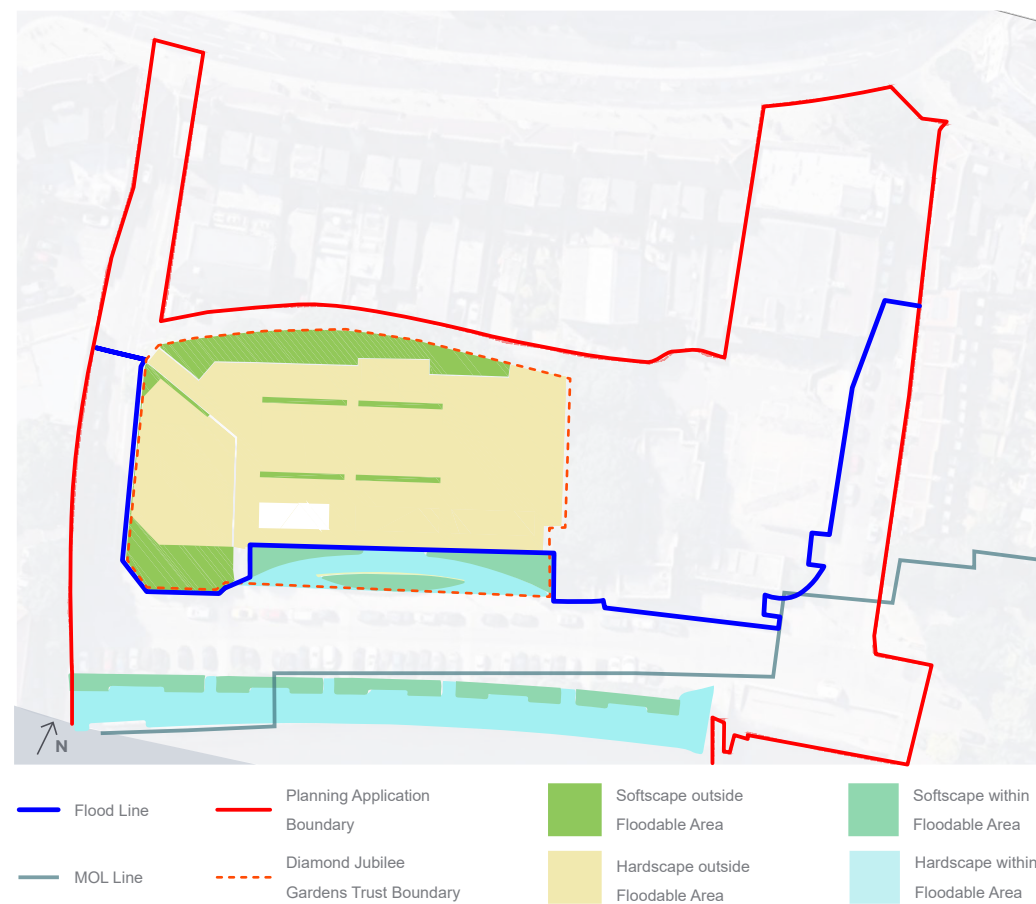 N
Flood Line
MOL Line
Planning Application
Boundary
Diamond Jubilee
Gardens Trust Boundary
Softscape outside
Floodable Area
Hardscape outside
Floodable Area
Softscape within
Floodable Area
Hardscape within
Floodable Area